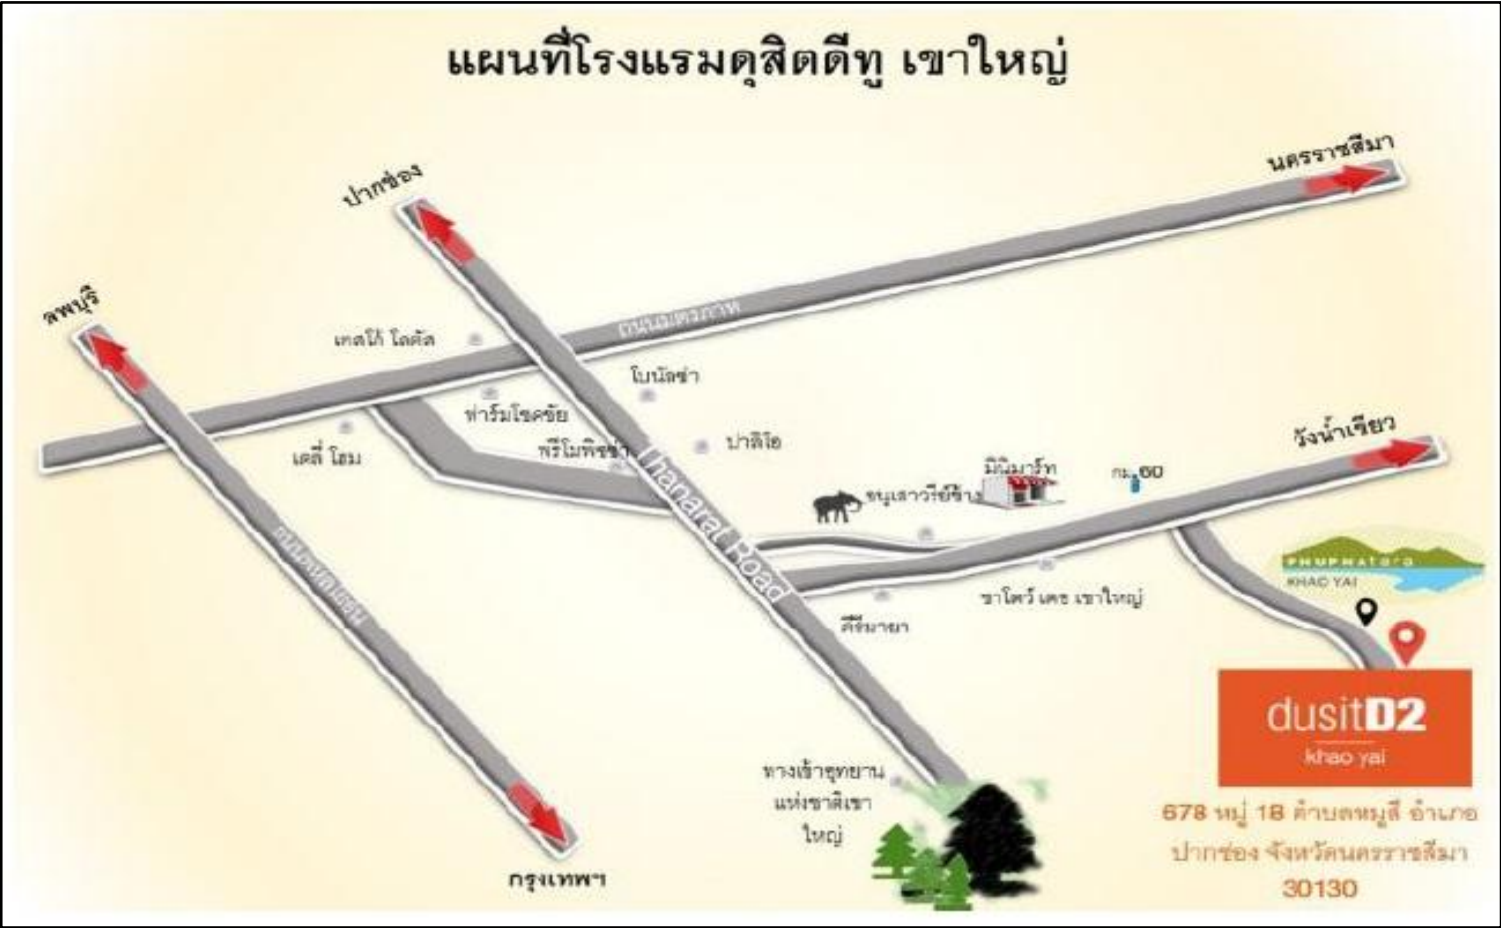 แผนที่โรงแรมดุสิตดีทู เขาใหญ่
นครราชสีมา
ปากช่อง
ลพบุรี
ถนนมิตรภาพ
เทสโก้ โลตัส
โบนัลซ่า
ฟาร์มโชคชัย
วังน้ำเขียว
เดลี่ โฮม
พรีโมพิซซ่า
ปาลิโอ
มินิมาร์ท
กม. 60
อนุเสาวรีย์ช้าง
Thanarat Road
ถนนพหลโยธิน
PHUPHATARA
KHAO YAI
ชาโตว์ เดช เขาใหญ่
คีรีมายา
dusitD2
khao yai
ทางเข้าอุทยาน
แห่งชาติเขา
ใหญ่
678 หมู่ 18 ตำบลหมูสี อำเภอ
ปากช่อง จังหวัดนครราชสีมา
30130
กรุงเทพฯ